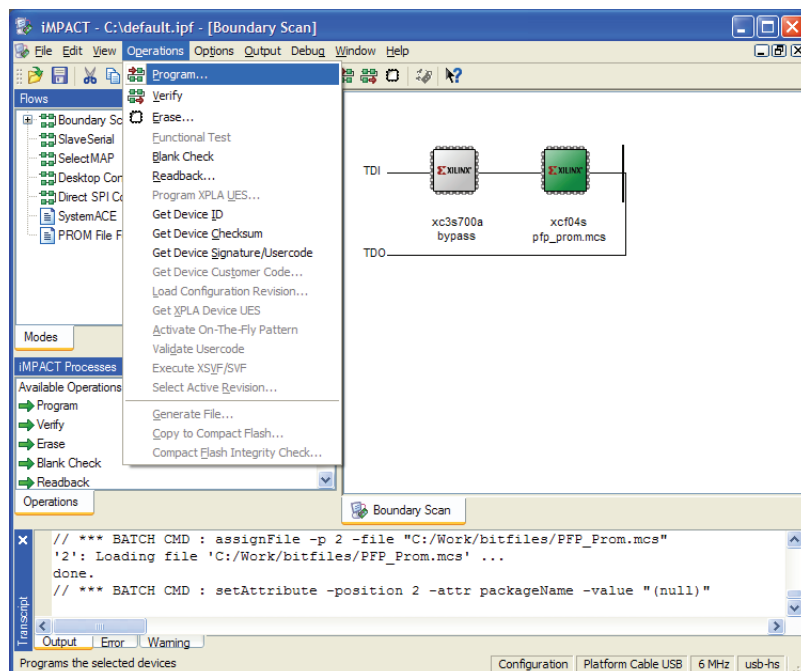 iMPACT - C:\default.ipf - [Boundary Scan]
File Edit View Operations Options Output Debug Window Help
Flows
Boundary Sc
SlaveSerial
SelectMAP
Desktop Con
Direct SPI Co
SystemACE
PROM File F
Modes
Program...
Verify
Erase...
Functional Test
Blank Check
Readback...
Program XPLA UES...
Get Device ID
Get Device Checksum
Get Device Signature/Usercode
Get Device Customer Code...
Load Configuration Revision...
Get XPLA Device UES
Activate On-The-Fly Pattern
Validate Usercode
Execute XSVF/SVF
Select Active Revision...
Generate File...
Copy to Compact Flash...
Compact Flash Integrity Check...
TDI
XILINX
XILINX
xc3s700a
bypass
xcf04s
pfp_prom.mcs
TDO
iMPACT Processes
Available Operations
Program
Verify
Erase
Blank Check
Readback
Operations
Boundary Scan
// *** BATCH CMD : assignFile -p 2 -file "C:/Work/bitfiles/PFP_Prom.mcs"
'2': Loading file 'C:/Work/bitfiles/PFP_Prom.mcs' ...
done.
// *** BATCH CMD : setAttribute -position 2 -attr packageName -value "(null)"
Transcript
Output Error Warning
Programs the selected devices
Configuration Platform Cable USB 6 MHz usb-hs